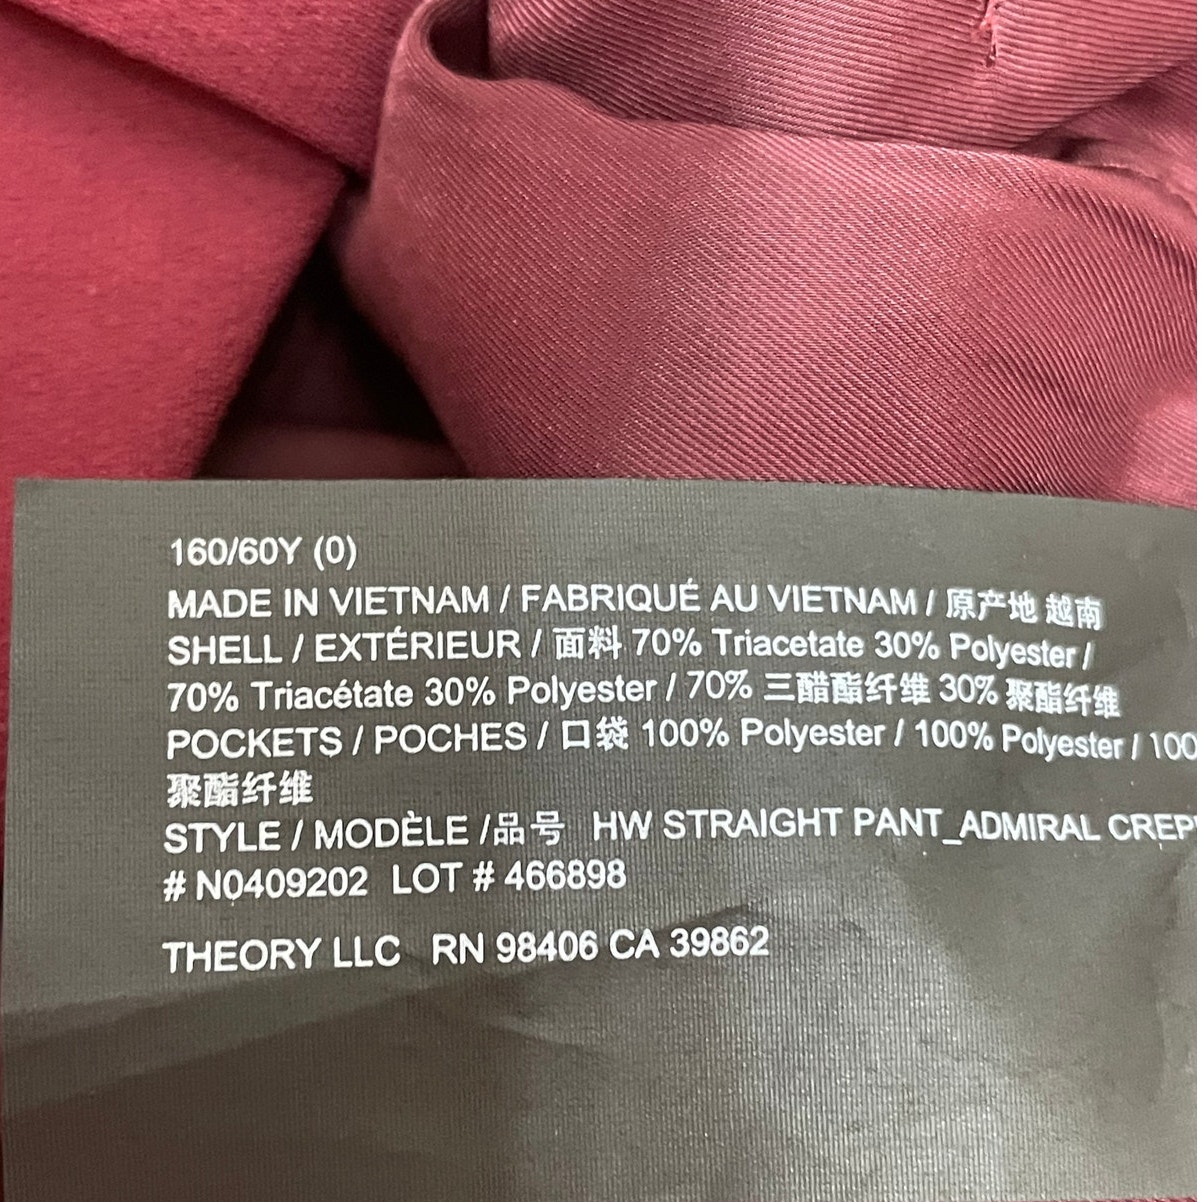 160/60Y (0)
MADE IN VIETNAM / FABRIQUÉ AU VIETNAM / 原产地 越南
SHELL / EXTÉRIEUR / 面料 70% Triacetate 30% Polyester /
70% Triacétate 30% Polyester / 70% 三醋酯纤维 30% 聚酯纤维
POCKETS / POCHES / 口袋 100% Polyester / 100% Polyester / 100
聚酯纤维
STYLE / MODÈLE /品号 HW STRAIGHT PANT_ADMIRAL CREP
# N0409202 LOT # 466898
THEORY LLC RN 98406 CA 39862